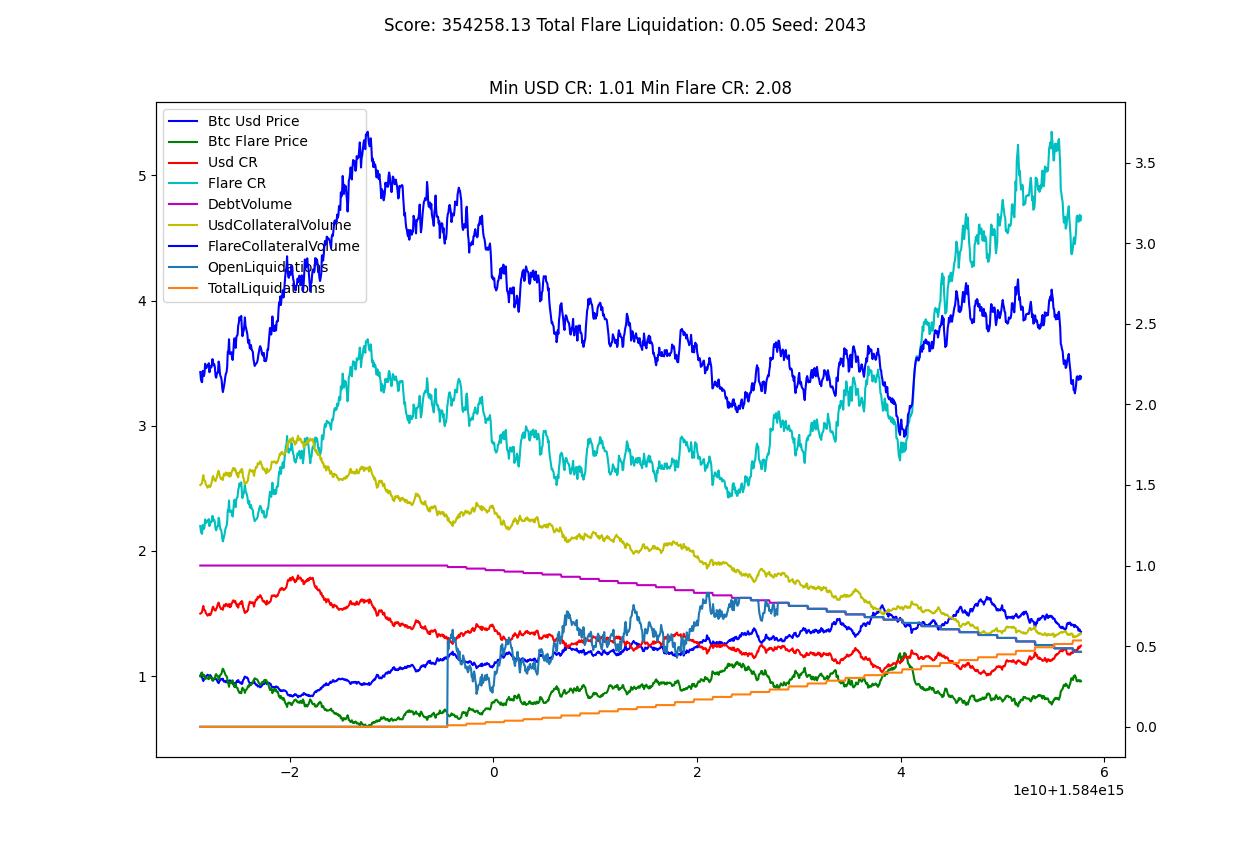 Score: 354258.13 Total Flare Liquidation: 0.05 Seed: 2043
Min USD CR: 1.01 Min Flare CR: 2.08
Btc Usd Price
Btc Flare Price
Usd CR
Flare CR
DebtVolume
UsdCollateralVolume
FlareCollateralVolume
OpenLiquidations
TotalLiquidations
5
4
3
2
1
3.5
3.0
2.5
2.0
1.5
1.0
0.5
0.0
−2
0
2
4
6
1e10+1.584e15